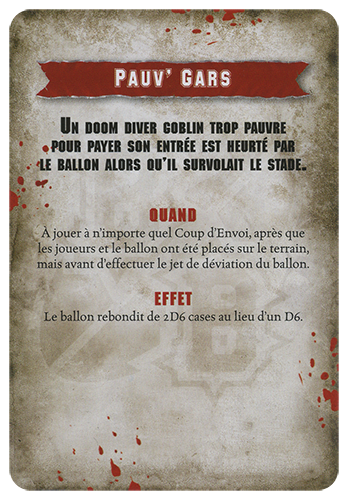 Pauv' Gars
Un doom diver goblin trop pauvre
pour payer son entrée est heurté par
le ballon alors qu'il survolait le stade.
QUAND
À jouer à n'importe quel Coup d'Envoi, après que
les joueurs et le ballon ont été placés sur le terrain,
mais avant d'effectuer le jet de déviation du ballon.
EFFET
Le ballon rebondit de 2D6 cases au lieu d'un D6.